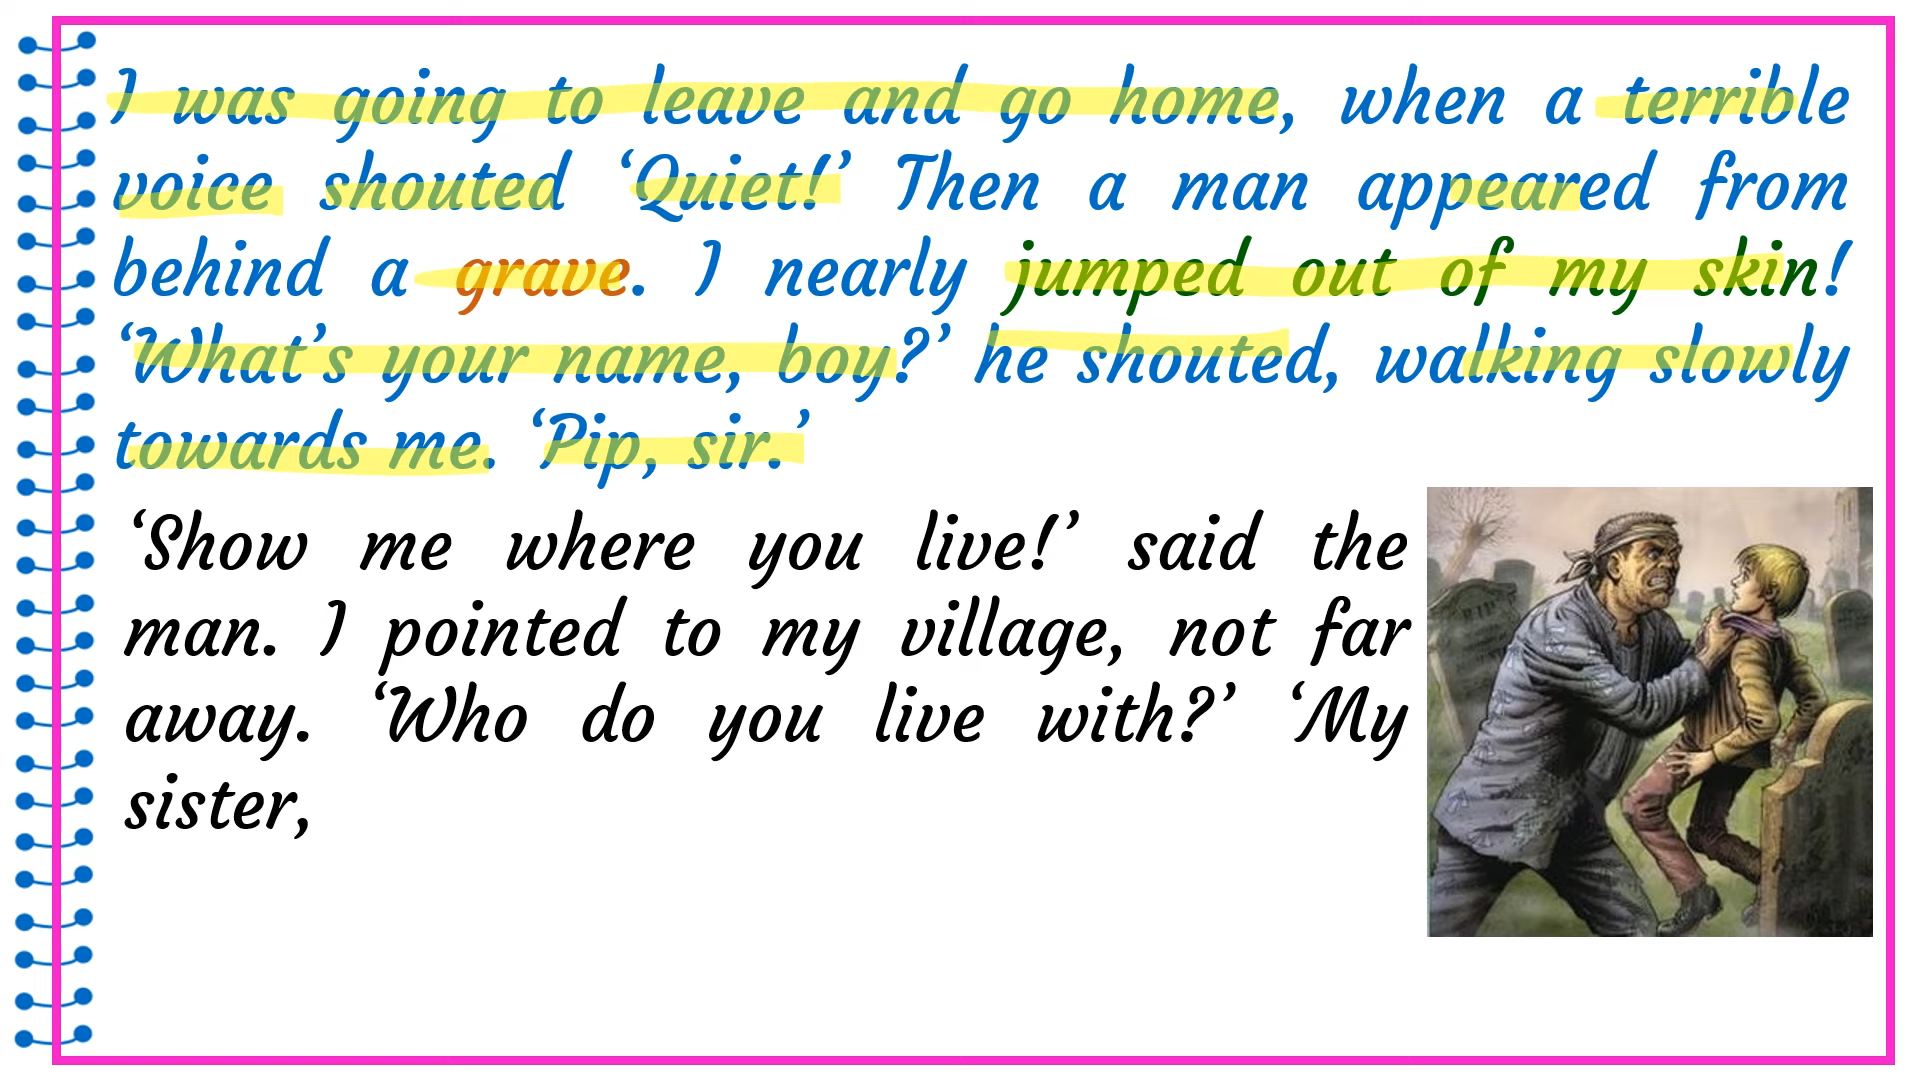 I was going to leave and go home, when a terrible
voice shouted ‘Quiet!’ Then a man appeared from
behind a grave. I nearly jumped out of my skin!
‘What’s your name, boy?’ he shouted, walking slowly
towards me. ‘Pip, sir.’
‘Show me where you live!’ said the
man. I pointed to my village, not far
away. ‘Who do you live with?’ ‘My
sister,
RIP